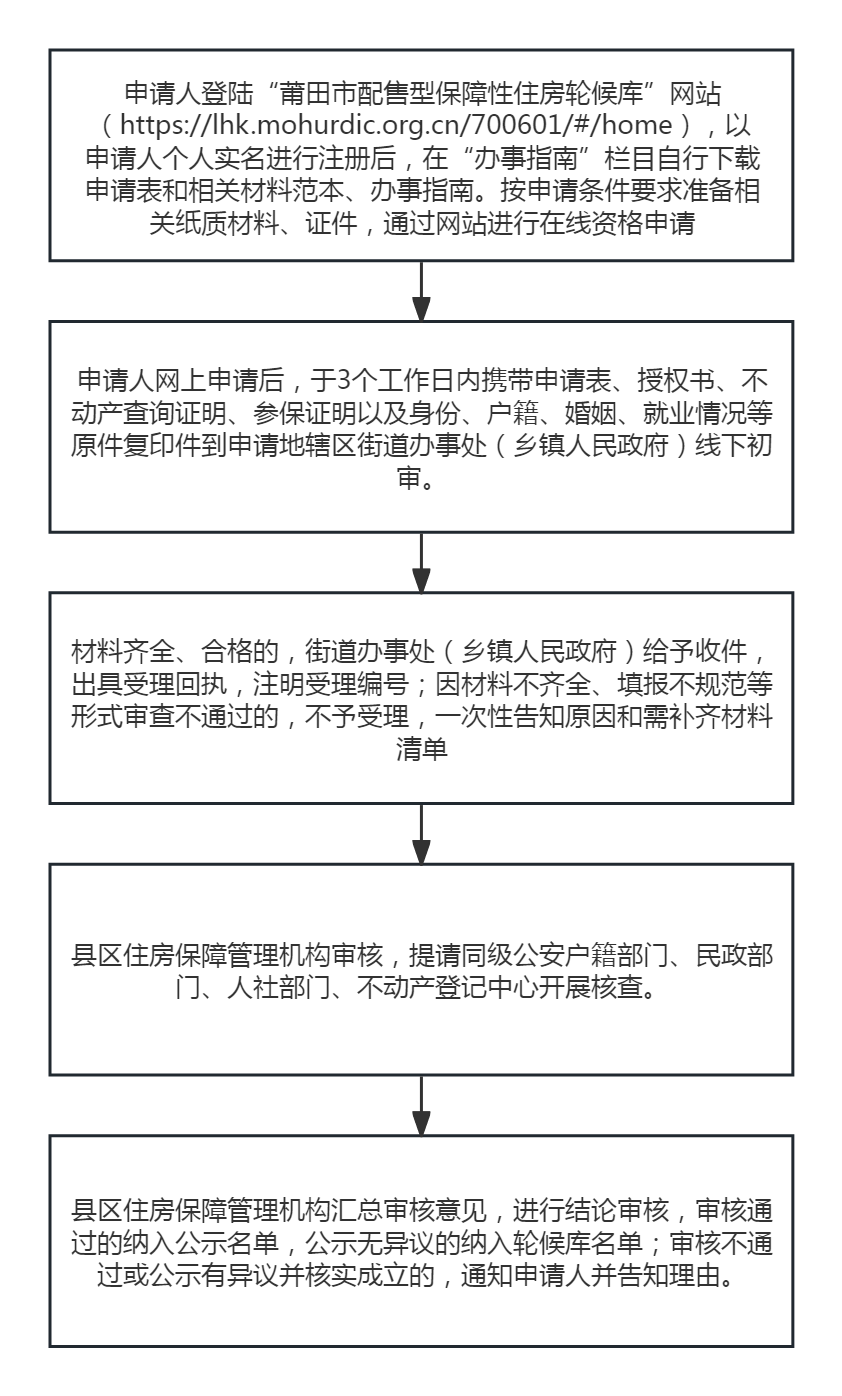 申请人登陆“莆田市配售型保障性住房轮候库”网站
（https://lhk.mohurdic.org.cn/700601/#/home），以
申请人个人实名进行注册后，在“办事指南”栏目自行下载
申请表和相关材料范本、办事指南。按申请条件要求准备相
关纸质材料、证件，通过网站进行在线资格申请
申请人网上申请后，于3个工作日内携带申请表、授权书、不
动产查询证明、参保证明以及身份、户籍、婚姻、就业情况等
原件复印件到申请地辖区街道办事处（乡镇人民政府）线下初
审。
材料齐全、合格的，街道办事处（乡镇人民政府）给予收件，
出具受理回执，注明受理编号；因材料不齐全、填报不规范等
形式审查不通过的，不予受理，一次性告知原因和需补齐材料
清单
县区住房保障管理机构审核，提请同级公安户籍部门、民政部
门、人社部门、不动产登记中心开展核查。
县区住房保障管理机构汇总审核意见，进行结论审核，审核通
过的纳入公示名单，公示无异议的纳入轮候库名单；审核不通
过或公示有异议并核实成立的，通知申请人并告知理由。